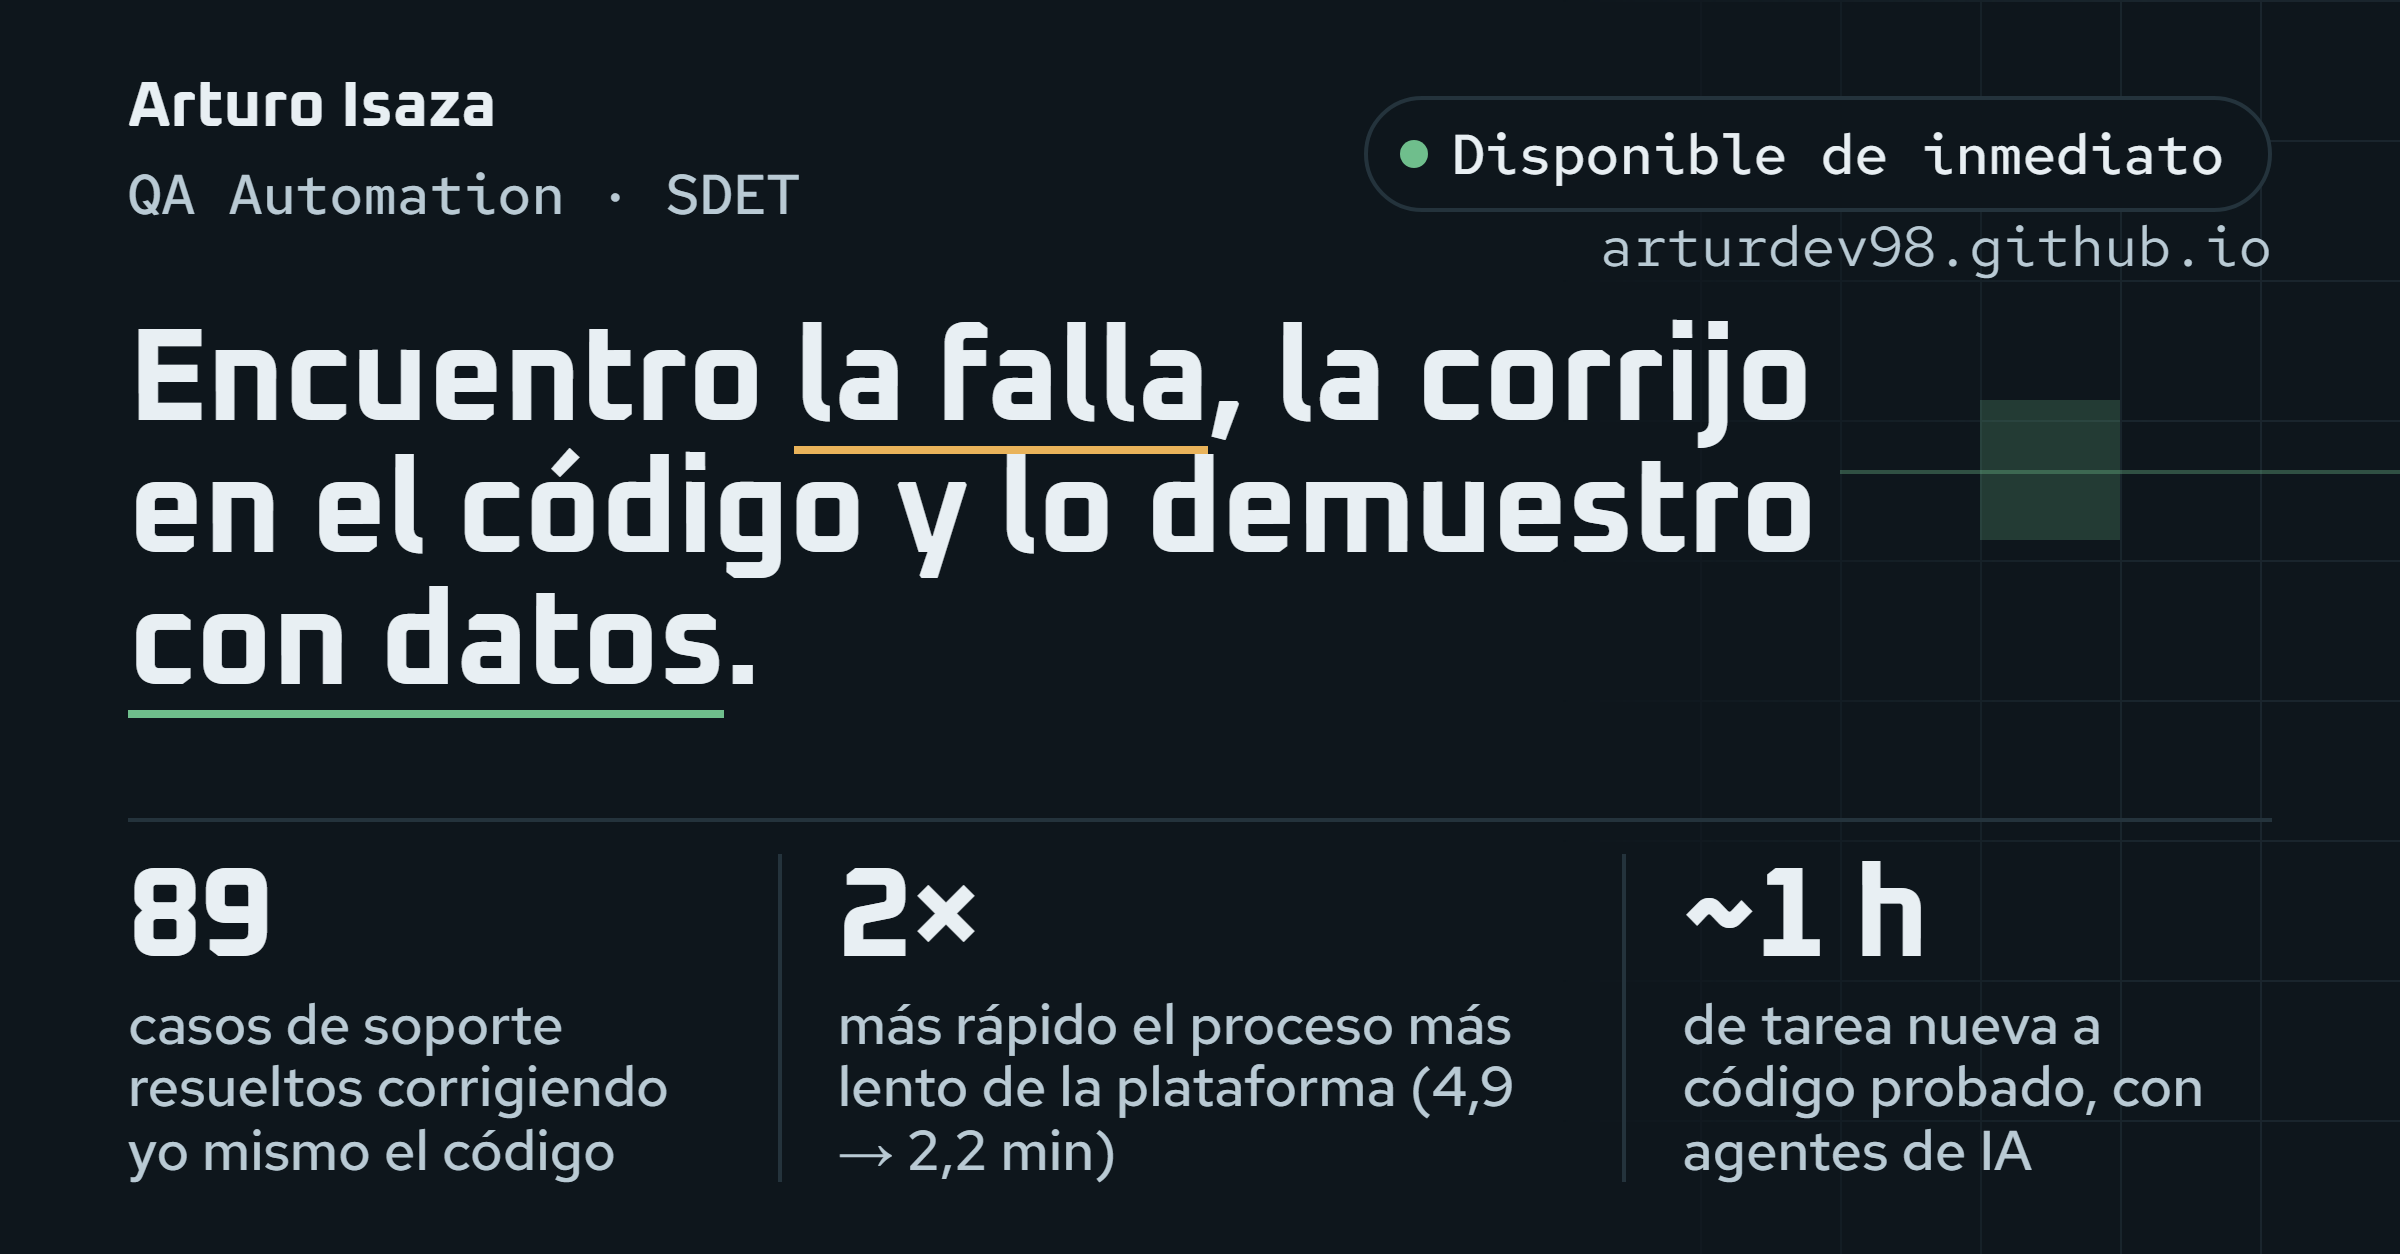 Arturo Isaza
QA Automation · SDET
Disponible de inmediato
arturdev98.github.io
Encuentro la falla, la corrijo
en el código y lo demuestro
con datos.
89
casos de soporte
resueltos corrigiendo
yo mismo el código
2×
más rápido el proceso más
lento de la plataforma (4,9
→ 2,2 min)
~1 h
de tarea nueva a
código probado, con
agentes de IA